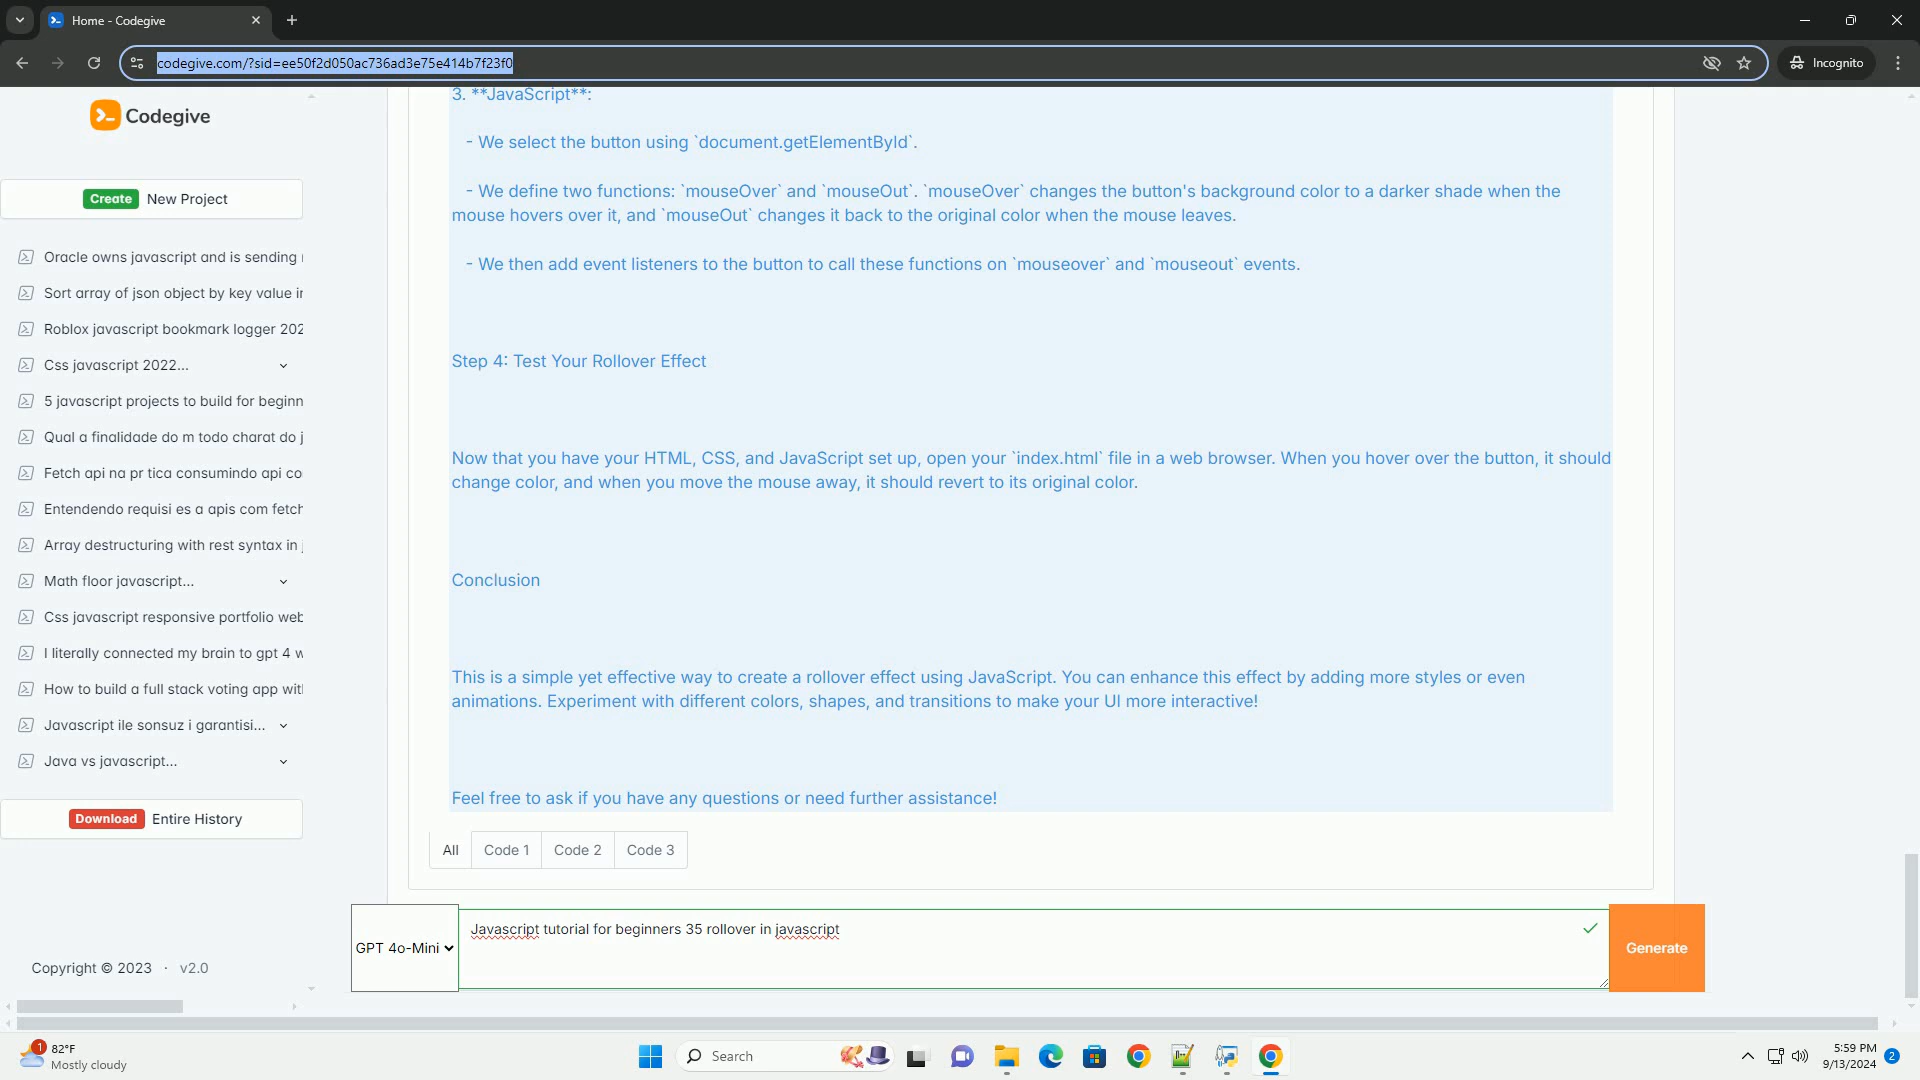 Home - Codegive
codegive.com/?sid=ee50f2d050ac736ad3e75e414b7f23f0
Incognito
Codegive
Create New Project
Oracle owns javascript and is sending
Sort array of json object by key value in
Roblox javascript bookmark logger 202
Css javascript 2022...
5 javascript projects to build for beginn
Qual a finalidade do m todo charat do j
Fetch api na pr tica consumindo api co
Entendendo requisi es a apis com fetch
Array destructuring with rest syntax in j
Math floor javascript...
Css javascript responsive portfolio web
I literally connected my brain to gpt 4 w
How to build a full stack voting app with
Javascript ile sonsuz i garantisi...
Java vs javascript...
Download Entire History
Copyright © 2023 · v2.0
3. **JavaScript**:
- We select the button using `document.getElementById`.
- We define two functions: `mouseOver` and `mouseOut`. `mouseOver` changes the button's background color to a darker shade when the
mouse hovers over it, and `mouseOut` changes it back to the original color when the mouse leaves.
- We then add event listeners to the button to call these functions on `mouseover` and `mouseout` events.
Step 4: Test Your Rollover Effect
Now that you have your HTML, CSS, and JavaScript set up, open your `index.html` file in a web browser. When you hover over the button, it should
change color, and when you move the mouse away, it should revert to its original color.
Conclusion
This is a simple yet effective way to create a rollover effect using JavaScript. You can enhance this effect by adding more styles or even
animations. Experiment with different colors, shapes, and transitions to make your UI more interactive!
Feel free to ask if you have any questions or need further assistance!
All Code 1 Code 2 Code 3
GPT 4o-Mini
Javascript tutorial for beginners 35 rollover in javascript
Generate
1
82°F
Mostly cloudy
Search
5:59 PM
9/13/2024
2